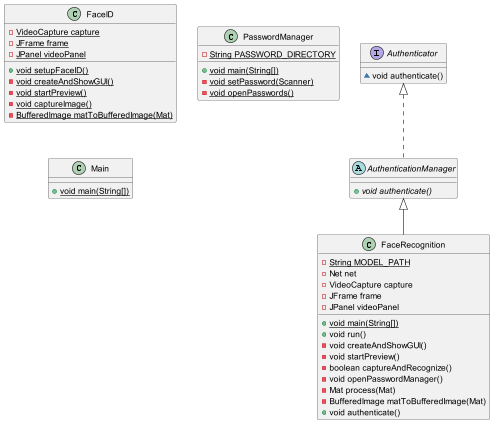 C FaceID
VideoCapture capture
JFrame frame
JPanel videoPanel
void setupFaceID()
void createAndShowGUI()
void startPreview()
void captureImage()
BufferedImage matToBufferedImage(Mat)
C PasswordManager
String PASSWORD_DIRECTORY
void main(String[])
void setPassword(Scanner)
void openPasswords()
I Authenticator
void authenticate()
C Main
void main(String[])
A AuthenticationManager
void authenticate()
C FaceRecognition
String MODEL_PATH
Net net
VideoCapture capture
JFrame frame
JPanel videoPanel
void main(String[])
void run()
void createAndShowGUI()
void startPreview()
boolean captureAndRecognize()
void openPasswordManager()
Mat process(Mat)
BufferedImage matToBufferedImage(Mat)
void authenticate()